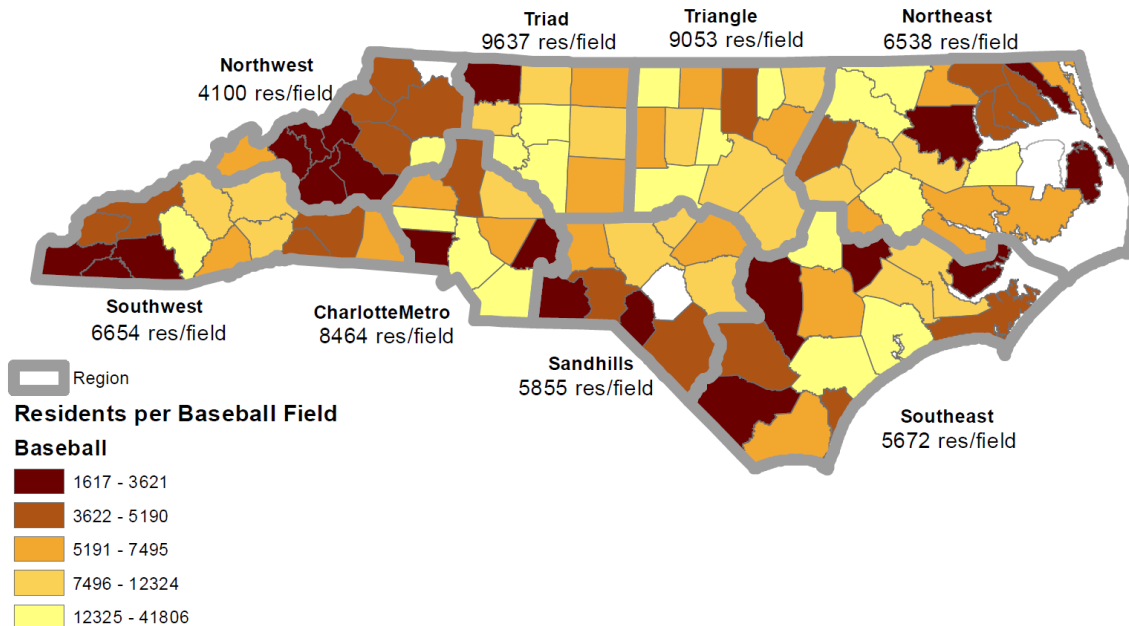 Triad
9637 res/field
Triangle
9053 res/field
Northeast
6538 res/field
Northwest
4100 res/field
Southwest
6654 res/field
CharlotteMetro
8464 res/field
Sandhills
5855 res/field
Southeast
5672 res/field
Region
Residents per Baseball Field
Baseball
1617 - 3621
3622 - 5190
5191 - 7495
7496 - 12324
12325 - 41806